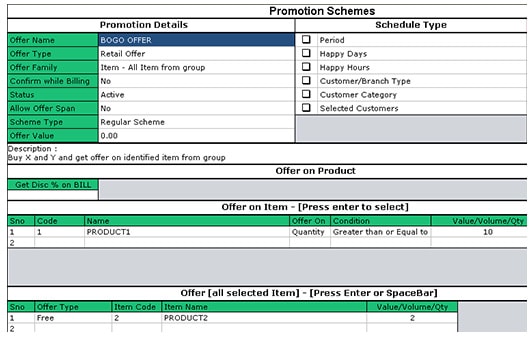 Promotion Schemes
Promotion Details
Schedule Type
Offer Name BOGO OFFER
Period
Offer Type Retail Offer
Happy Days
Offer Family Item - All Item from group
Happy Hours
Confirm while Billing No
Customer/Branch Type
Status Active
Customer Category
Allow Offer Span No
Selected Customers
Scheme Type Regular Scheme
Offer Value 0.00
Description :
Buy X and Y and get offer on identified item from group
Offer on Product
Get Disc % on BILL
Offer on Item - [Press enter to select]
Sno Code Name Offer On Condition Value/Volume/Qty
1 1 PRODUCT1 Quantity Greater than or Equal to 10
2
Offer [all selected Item] - [Press Enter or SpaceBar]
Sno Offer Type Item Code Item Name Value/Volume/Qty
1 Free 2 PRODUCT2 2
2